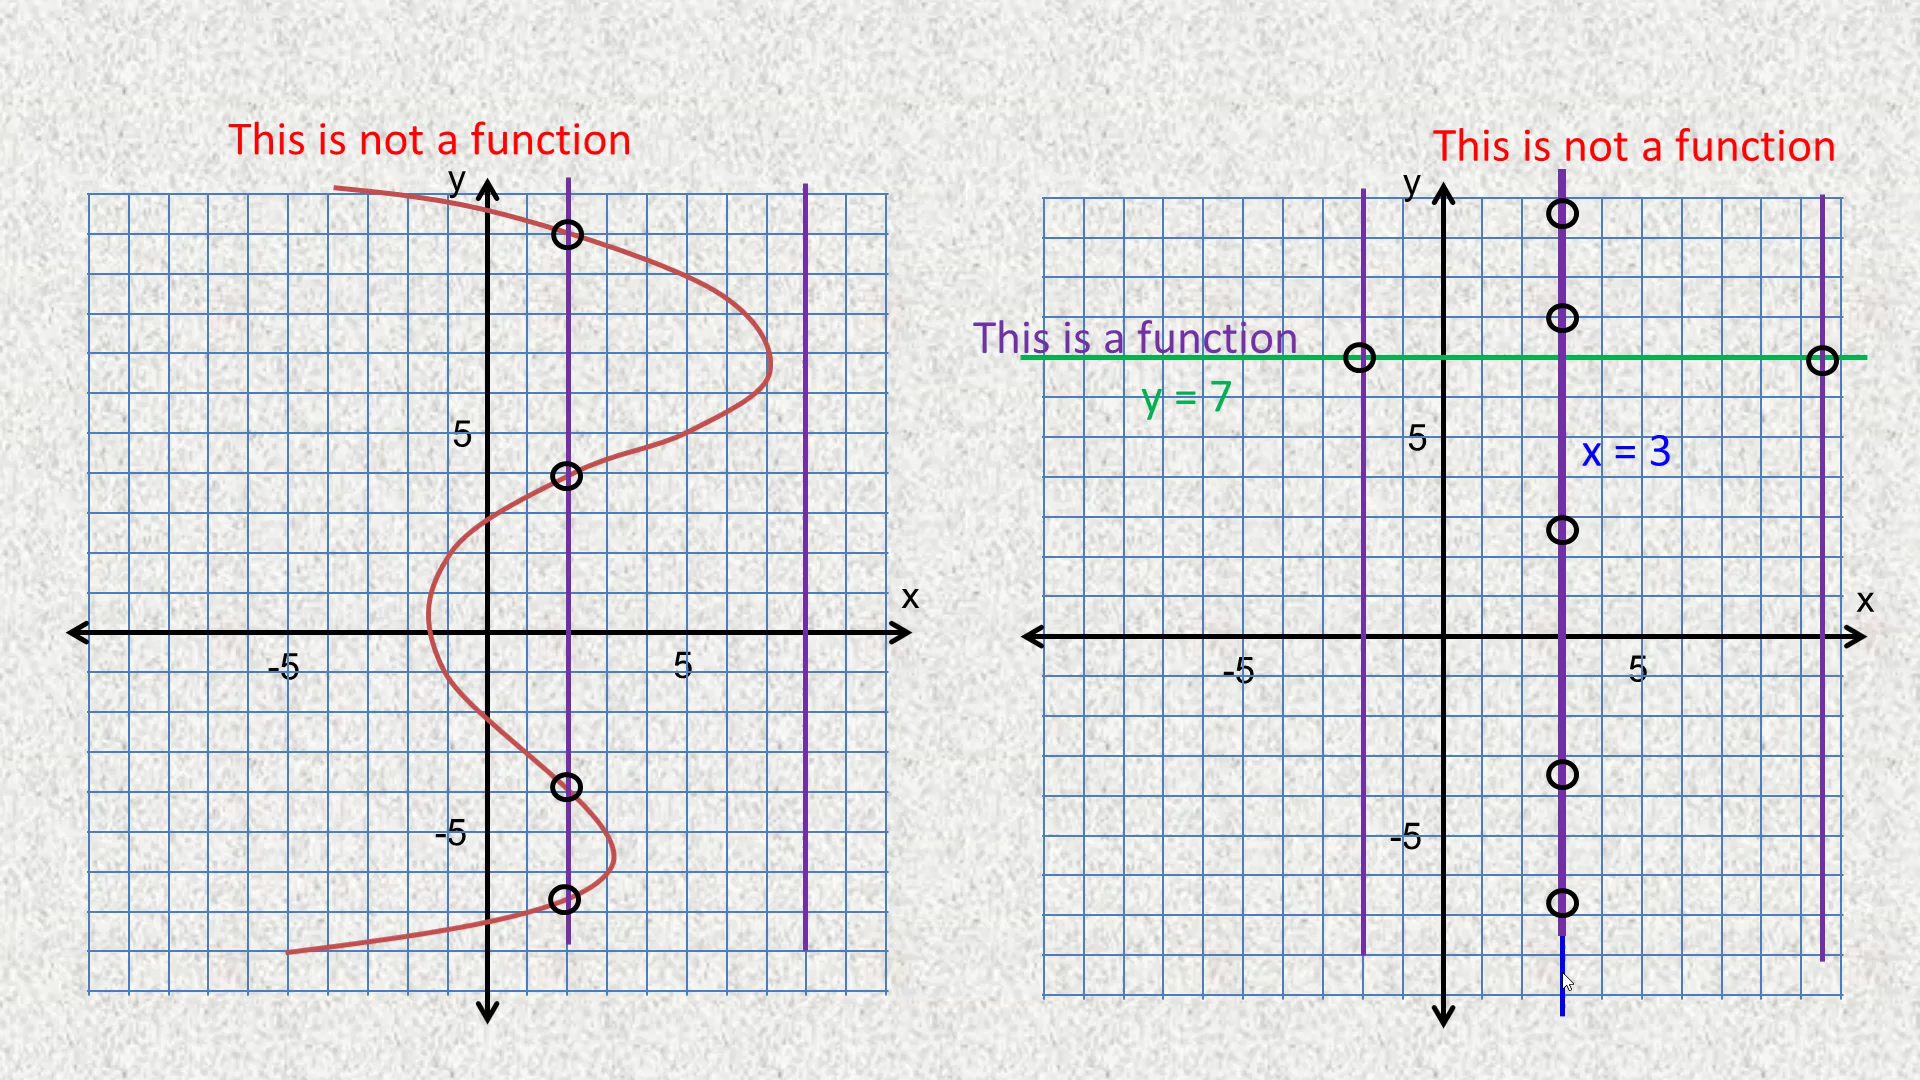 This is not a function
y
5
x
-5
5
-5
This is not a function
y
This is a function
y = 7
5
x = 3
x
-5
5
-5